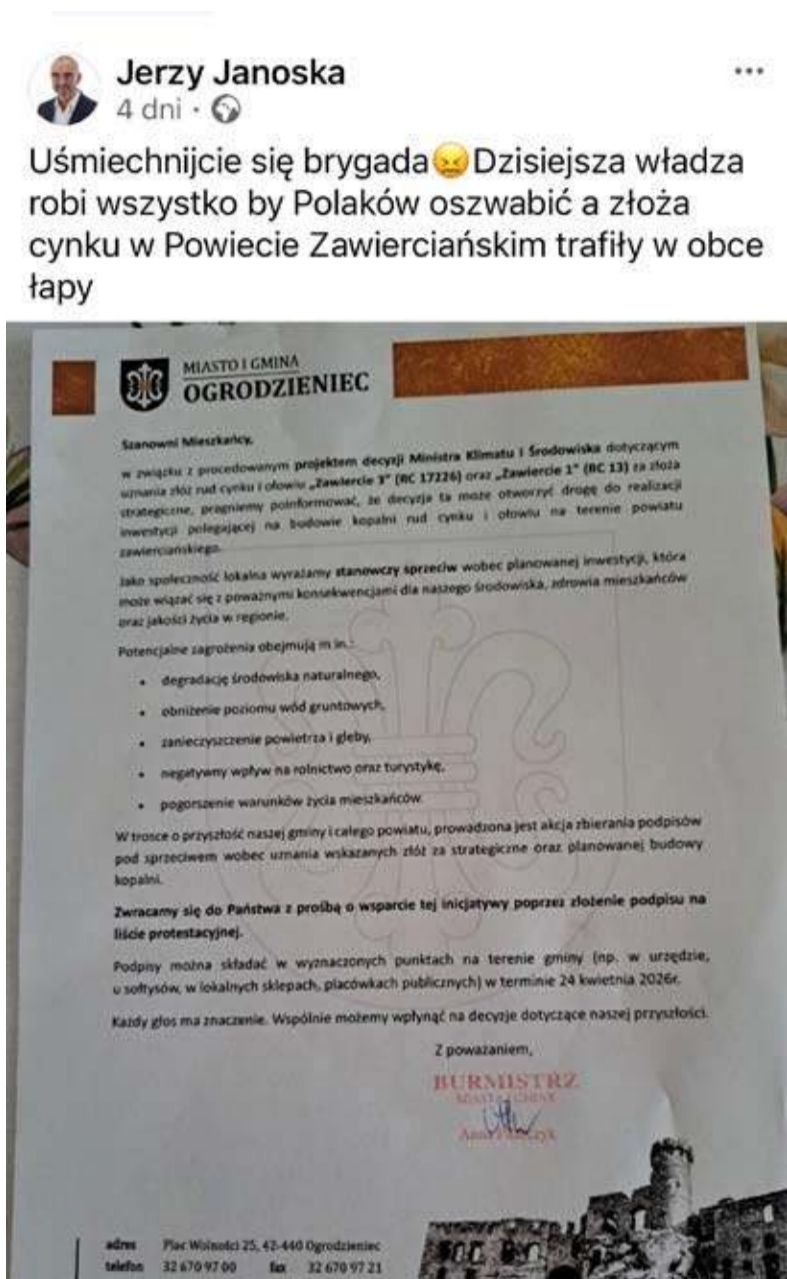 Jerzy Janoska
4 dni ·
Uśmiechnijcie się brygada😖Dzisiejsza władza
robi wszystko by Polaków oszwabić a złoża
cynku w Powiecie Zawierciańskim trafiły w obce
łapy
MIASTO I GMINA
OGRODZIENIEC
Szanowni Mieszkańcy,
w związku z procedowanym projektem decyzji Ministra Klimatu i Środowiska dotyczącym
uznania złóż rud cynku i ołowiu „Zawiercie 3” (RC 17226) oraz „Zawiercie 1” (BC 13) za złoża
strategiczne, pragniemy poinformować, że decyzja ta może otworzyć drogę do realizacji
inwestycji polegającej na budowie kopalni rud cynku i ołowiu na terenie powiatu
zawierciańskiego.
Jako społeczność lokalna wyrażamy stanowczy sprzeciw wobec planowanej inwestycji, która
może wiązać się z poważnymi konsekwencjami dla naszego środowiska, zdrowia mieszkańców
oraz jakości życia w regionie.
Potencjalne zagrożenia obejmują m.in.:
• degradację środowiska naturalnego,
• obniżenie poziomu wód gruntowych,
• zanieczyszczenie powietrza i gleby,
• negatywny wpływ na rolnictwo oraz turystykę,
• pogorszenie warunków życia mieszkańców.
W trosce o przyszłość naszej gminy i całego powiatu, prowadzona jest akcja zbierania podpisów
pod sprzeciwem wobec uznania wskazanych złóż za strategiczne oraz planowanej budowy
kopalni.
Zwracamy się do Państwa z prośbą o wsparcie tej inicjatywy poprzez złożenie podpisu na
liście protestacyjnej.
Podpisy można składać w wyznaczonych punktach na terenie gminy (np. w urzędzie,
u sołtysów, w lokalnych sklepach, placówkach publicznych) w terminie 24 kwietnia 2026r.
Każdy głos ma znaczenie. Wspólnie możemy wpłynąć na decyzje dotyczące naszej przyszłości.
Z poważaniem,
BURMISTRZ
MIASTA I GMINY
Anna
adres Plac Wolności 25, 42-440 Ogrodzieniec
telefon 32 670 97 00 fax 32 670 97 21